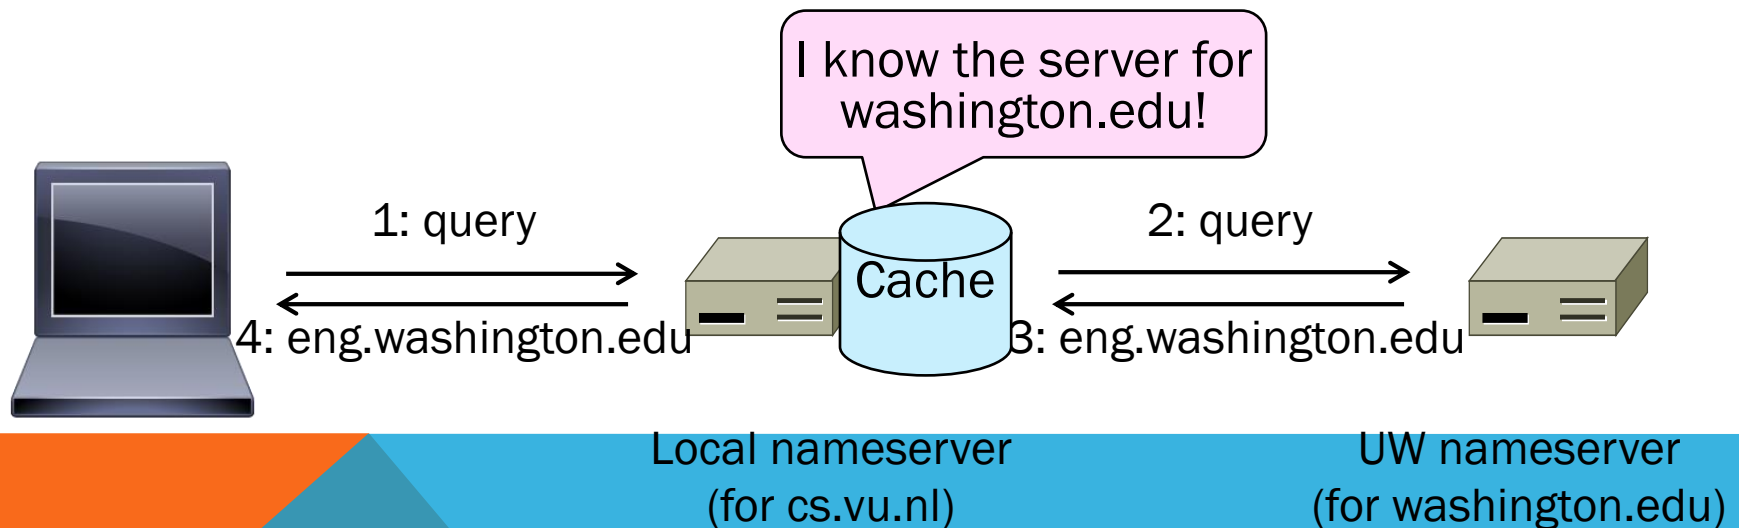 I know the server for
washington.edu!
1: query
2: query
Cache
4: eng.washington.edu
3: eng.washington.edu
Local nameserver
(for cs.vu.nl)
UW nameserver
(for washington.edu)